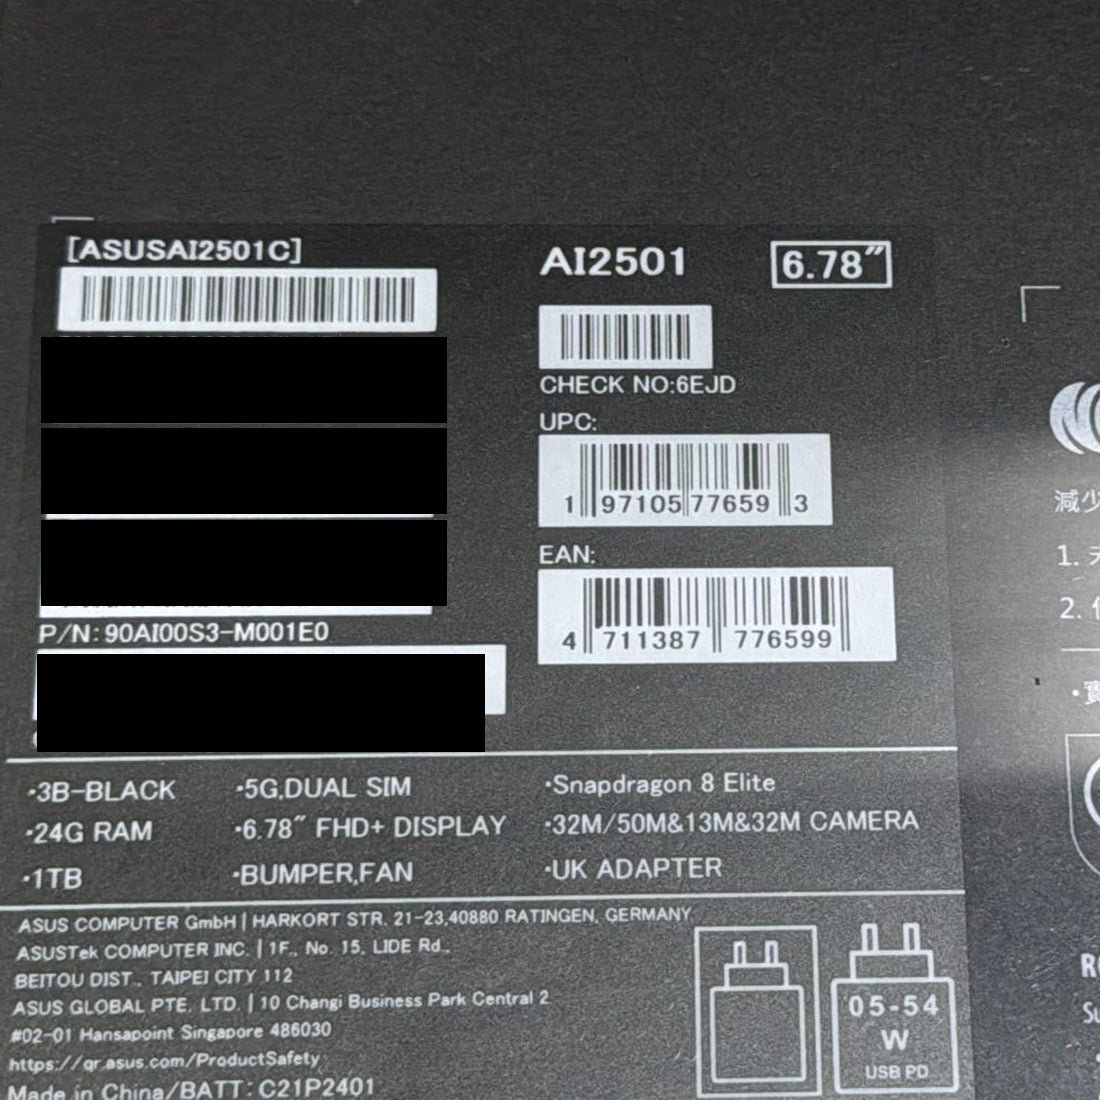 [ASUSAI2501C]
AI2501
6.78″
CHECK NO:6EJD
UPC:
1 97105 77659 3
EAN:
4 711387 776599
P/N: 90AI00S3-M001E0
·3B-BLACK ·5G,DUAL SIM ·Snapdragon 8 Elite
·24G RAM ·6.78″ FHD+ DISPLAY ·32M/50M&13M&32M CAMERA
·1TB ·BUMPER,FAN ·UK ADAPTER
ASUS COMPUTER GmbH | HARKORT STR. 21-23,40880 RATINGEN, GERMANY
ASUSTek COMPUTER INC. | 1F., No. 15, LIDE Rd.,
BEITOU DIST., TAIPEI CITY 112
ASUS GLOBAL PTE. LTD. | 10 Changi Business Park Central 2
#02-01 Hansapoint Singapore 486030
https://qr.asus.com/ProductSafety
Made in China/BATT: C21P2401
05-54
W
USB PD
減少
1.
2.